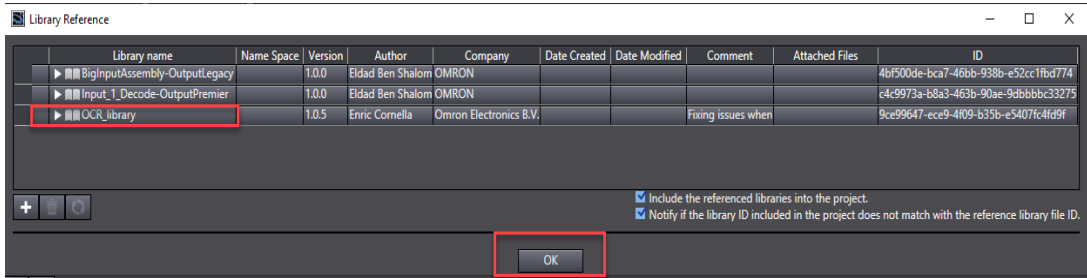 Library Reference
Library name Name Space Version Author Company Date Created Date Modified Comment Attached Files ID
BigInputAssembly-OutputLegacy 1.0.0 Eldad Ben Shalom OMRON 4bf500de-bca7-46bb-938b-e52cc1fbd774
Input_1_Decode-OutputPremier 1.0.0 Eldad Ben Shalom OMRON c4c9973a-b8a3-463b-90ae-9dbbbbc33275
OCR_library 1.0.5 Enric Cornella Omron Electronics B.V. Fixing issues when 9ce99647-ece9-4f09-b35b-e5407fc4fd9f
Include the referenced libraries into the project.
Notify if the library ID included in the project does not match with the reference library file ID.
OK